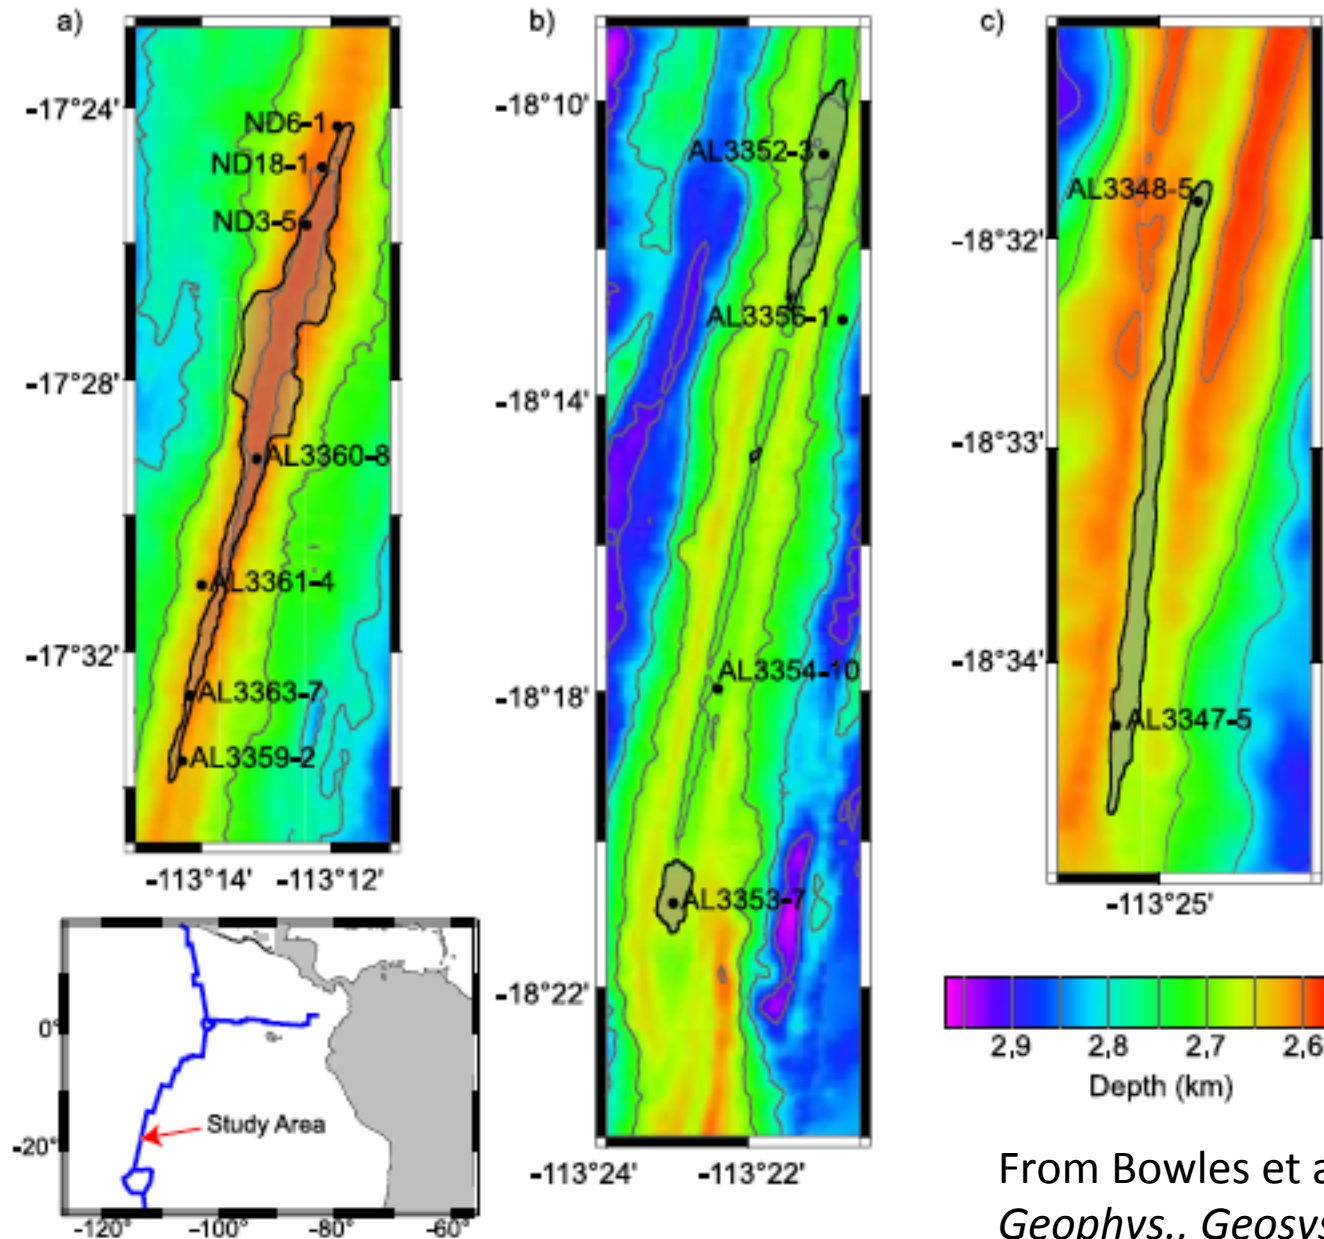 a)
-17°24'
-17°28'
-17°32'
ND6-1
ND18-1
ND3-5
AL3360-8
AL3361-4
AL3363-7
AL3359-2
-113°14' -113°12'
b)
-18°10'
-18°14'
-18°18'
-18°22'
AL3352-3
AL3356-1
AL3354-10
AL3353-7
-113°24' -113°22'
c)
-18°32'
-18°33'
-18°34'
AL3348-5
AL3347-5
-113°25'
0°
-20°
Study Area
-120° -100° -80° -60°
2,9 2,8 2,7 2,6
Depth (km)
From Bowles et a
Geophys., Geosys